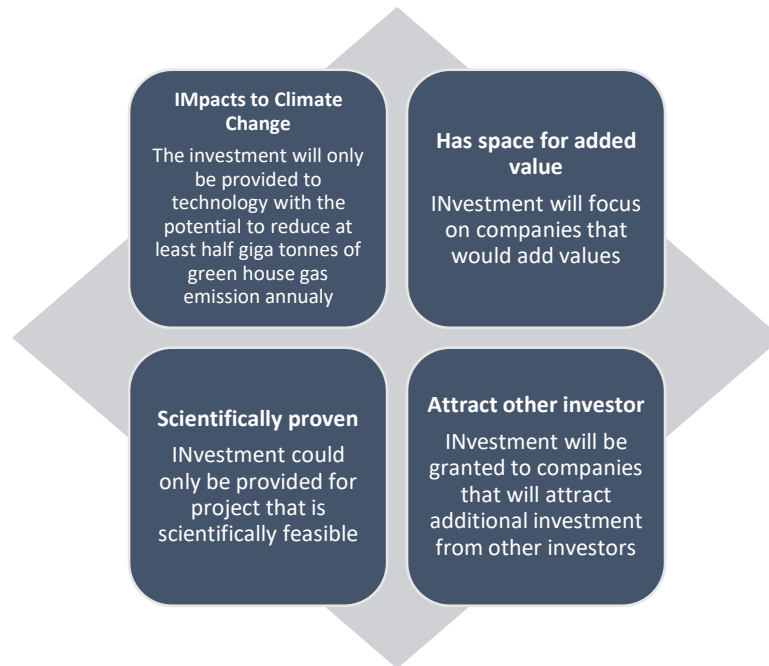 IMpacts to Climate
Change
The investment will only
be provided to
technology with the
potential to reduce at
least half giga tonnes of
green house gas
emission annualy
Has space for added
value
INvestment will focus
on companies that
would add values
Scientifically proven
INvestment could
only be provided for
project that is
scientifically feasible
Attract other investor
INvestment will be
granted to companies
that will attract
additional investment
from other investors